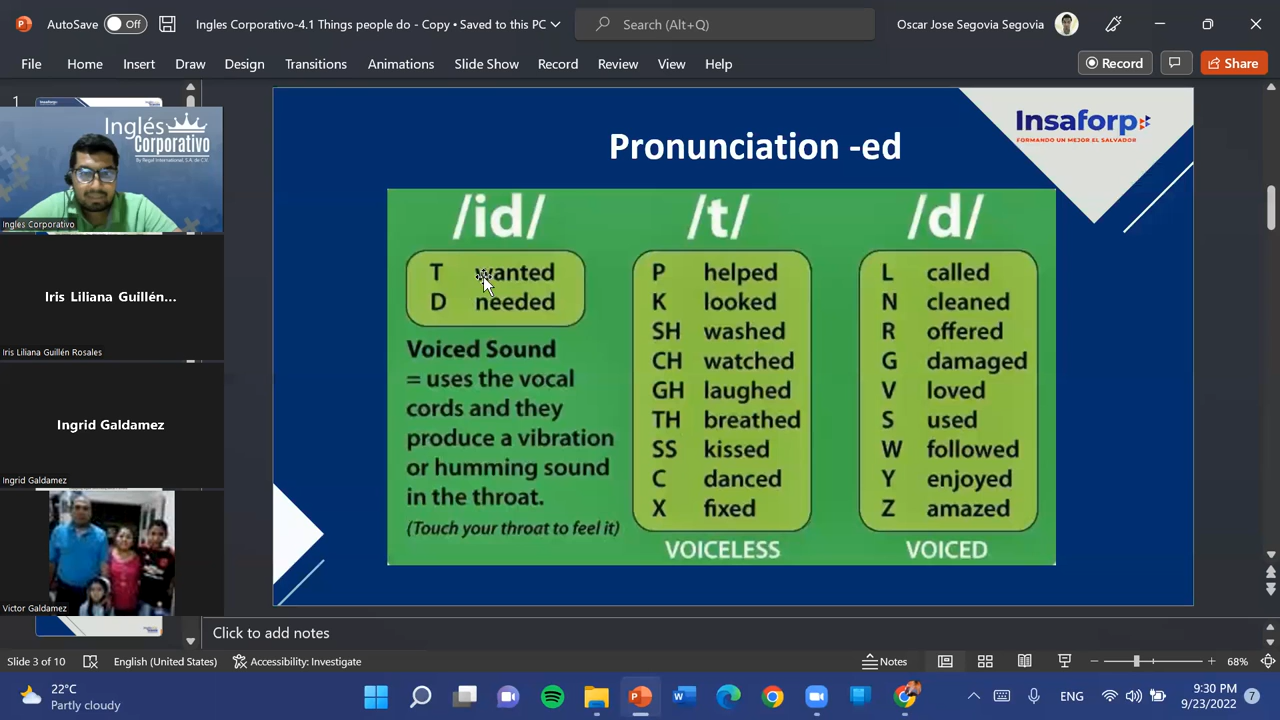 AutoSave Off Ingles Corporativo-4.1 Things people do - Copy • Saved to this PC Search (Alt+Q) Oscar Jose Segovia Segovia
File Home Insert Draw Design Transitions Animations Slide Show Record Review View Help Record Share
1
Inglés
Corporativo
By Regal International, S.A. de C.V.
Ingles Corporativo
Iris Liliana Guillén...
Iris Liliana Guillén Rosales
Ingrid Galdamez
Ingrid Galdamez
Victor Galdamez
Insaforp
FORMANDO UN MEJOR EL SALVADOR
Pronunciation -ed
/id/
T wanted
D needed
Voiced Sound
= uses the vocal
cords and they
produce a vibration
or humming sound
in the throat.
(Touch your throat to feel it)
/t/
P helped
K looked
SH washed
CH watched
GH laughed
TH breathed
SS kissed
C danced
X fixed
VOICELESS
/d/
L called
N cleaned
R offered
G damaged
V loved
S used
W followed
Y enjoyed
Z amazed
VOICED
Click to add notes
Slide 3 of 10 English (United States) Accessibility: Investigate Notes 68%
22°C
Partly cloudy
ENG
9:30 PM
9/23/2022
7